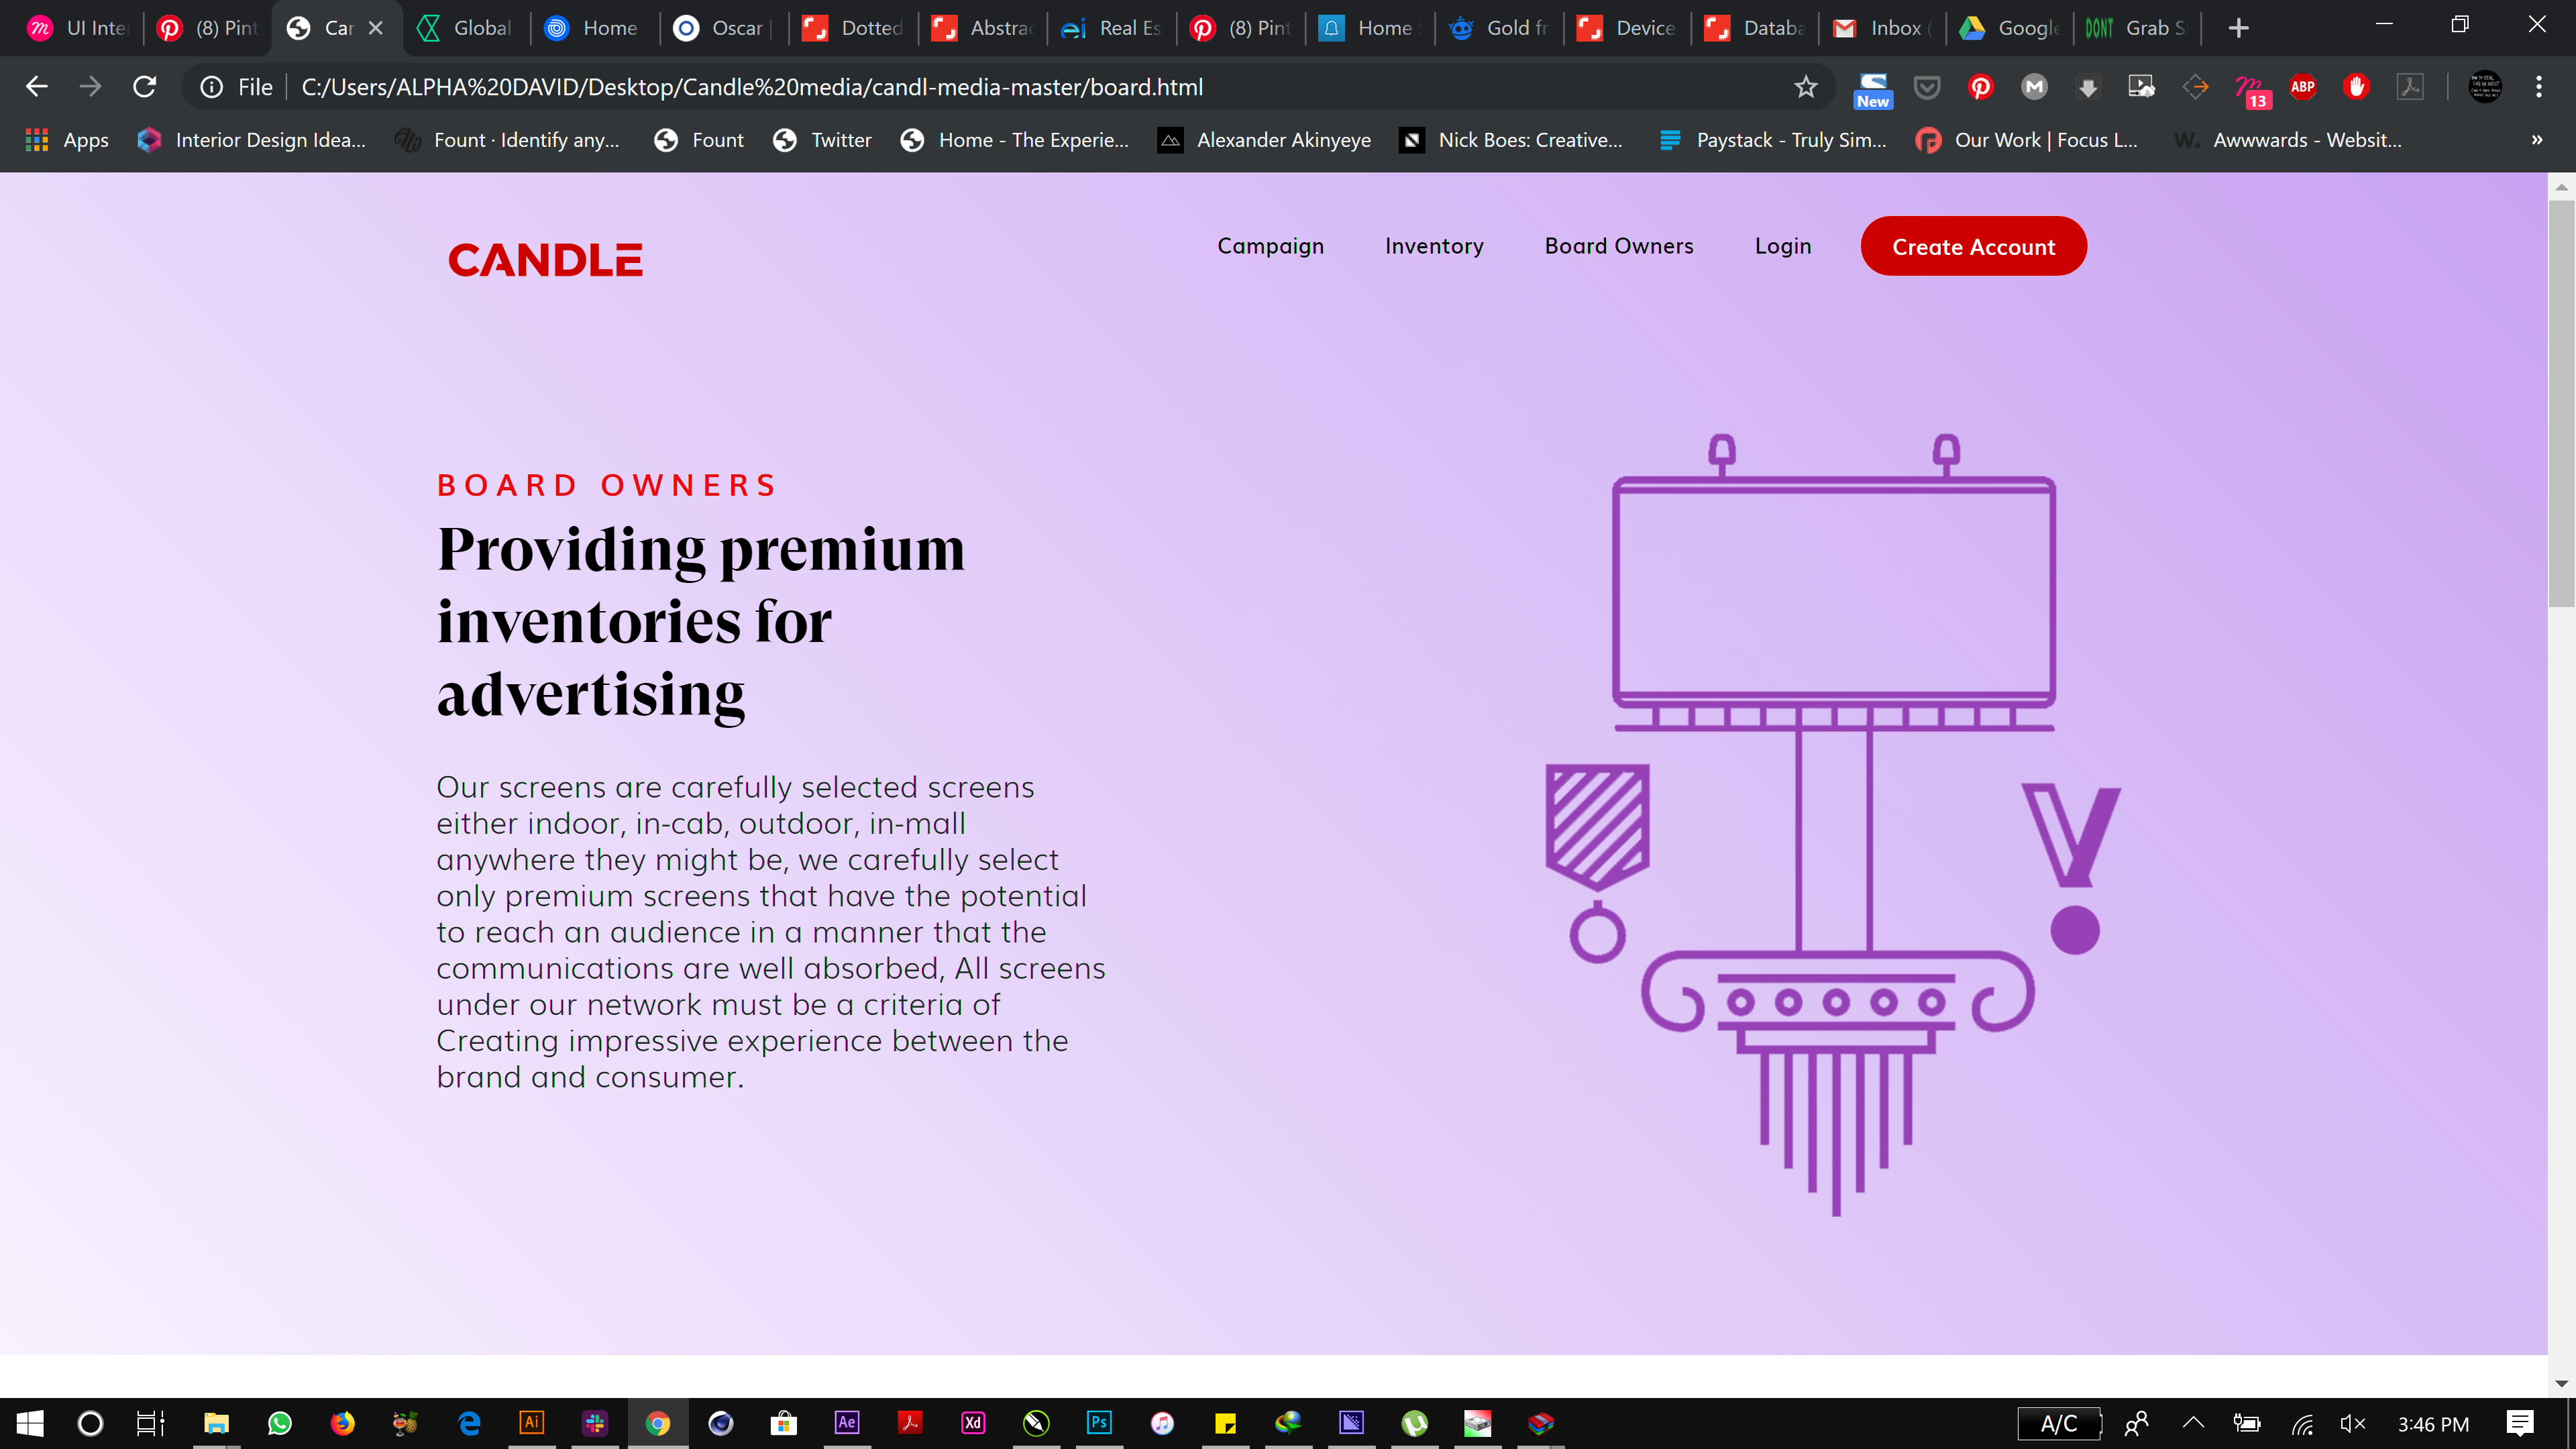 UI Inter
(8) Pint
Car
Global
Home
Oscar
Dotted
Abstrac
Real Es
(8) Pint
Home
Gold fr
Device
Databa
Inbox (
Google
DONT
Grab S
File
C:/Users/ALPHA%20DAVID/Desktop/Candle%20media/candl-media-master/board.html
New
13
ABP
Apps
Interior Design Idea...
Fount · Identify any...
Fount
Twitter
Home - The Experie...
Alexander Akinyeye
Nick Boes: Creative...
Paystack - Truly Sim...
Our Work | Focus L...
Awwwards - Websit...
CANDLE
Campaign
Inventory
Board Owners
Login
Create Account
BOARD OWNERS
Providing premium
inventories for
advertising
Our screens are carefully selected screens
either indoor, in-cab, outdoor, in-mall
anywhere they might be, we carefully select
only premium screens that have the potential
to reach an audience in a manner that the
communications are well absorbed, All screens
under our network must be a criteria of
Creating impressive experience between the
brand and consumer.
Ai
Ae
Xd
Ps
A/C
3:46 PM